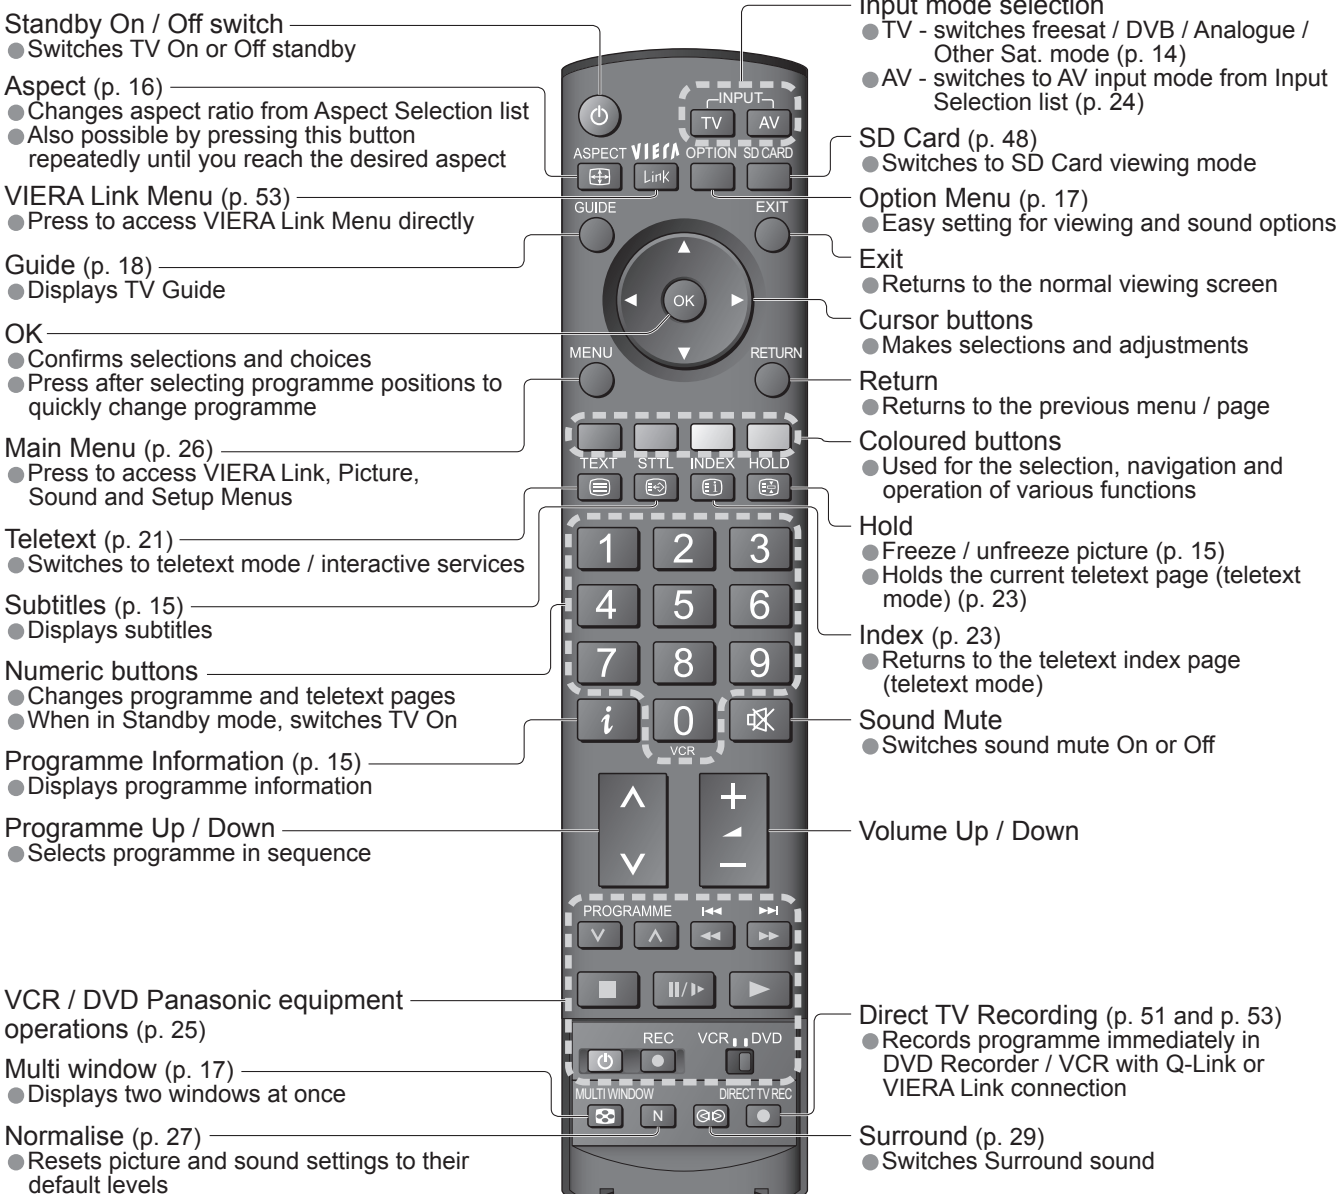 Standby On / Off switch
●Switches TV On or Off standby
Aspect (p. 16)
●Changes aspect ratio from Aspect Selection list
●Also possible by pressing this button
repeatedly until you reach the desired aspect
VIERA Link Menu (p. 53)
●Press to access VIERA Link Menu directly
Guide (p. 18)
●Displays TV Guide
OK
●Confirms selections and choices
●Press after selecting programme positions to
quickly change programme
Main Menu (p. 26)
●Press to access VIERA Link, Picture,
Sound and Setup Menus
Teletext (p. 21)
●Switches to teletext mode / interactive services
Subtitles (p. 15)
●Displays subtitles
Numeric buttons
●Changes programme and teletext pages
●When in Standby mode, switches TV On
Programme Information (p. 15)
●Displays programme information
Programme Up / Down
●Selects programme in sequence
VCR / DVD Panasonic equipment
operations (p. 25)
Multi window (p. 17)
●Displays two windows at once
Normalise (p. 27)
●Resets picture and sound settings to their
default levels
INPUT
TV AV
ASPECT VIERA OPTION SD CARD
Link
GUIDE EXIT
OK
MENU RETURN
TEXT STTL INDEX HOLD
1 2 3
4 5 6
7 8 9
i 0
VCR
PROGRAMME
REC VCR DVD
MULTI WINDOW DIRECT TV REC
N
Input mode selection
●TV - switches freesat / DVB / Analogue /
Other Sat. mode (p. 14)
●AV - switches to AV input mode from Input
Selection list (p. 24)
SD Card (p. 48)
●Switches to SD Card viewing mode
Option Menu (p. 17)
●Easy setting for viewing and sound options
Exit
●Returns to the normal viewing screen
Cursor buttons
●Makes selections and adjustments
Return
●Returns to the previous menu / page
Coloured buttons
●Used for the selection, navigation and
operation of various functions
Hold
●Freeze / unfreeze picture (p. 15)
●Holds the current teletext page (teletext
mode) (p. 23)
Index (p. 23)
●Returns to the teletext index page
(teletext mode)
Sound Mute
●Switches sound mute On or Off
Volume Up / Down
Direct TV Recording (p. 51 and p. 53)
●Records programme immediately in
DVD Recorder / VCR with Q-Link or
VIERA Link connection
Surround (p. 29)
●Switches Surround sound